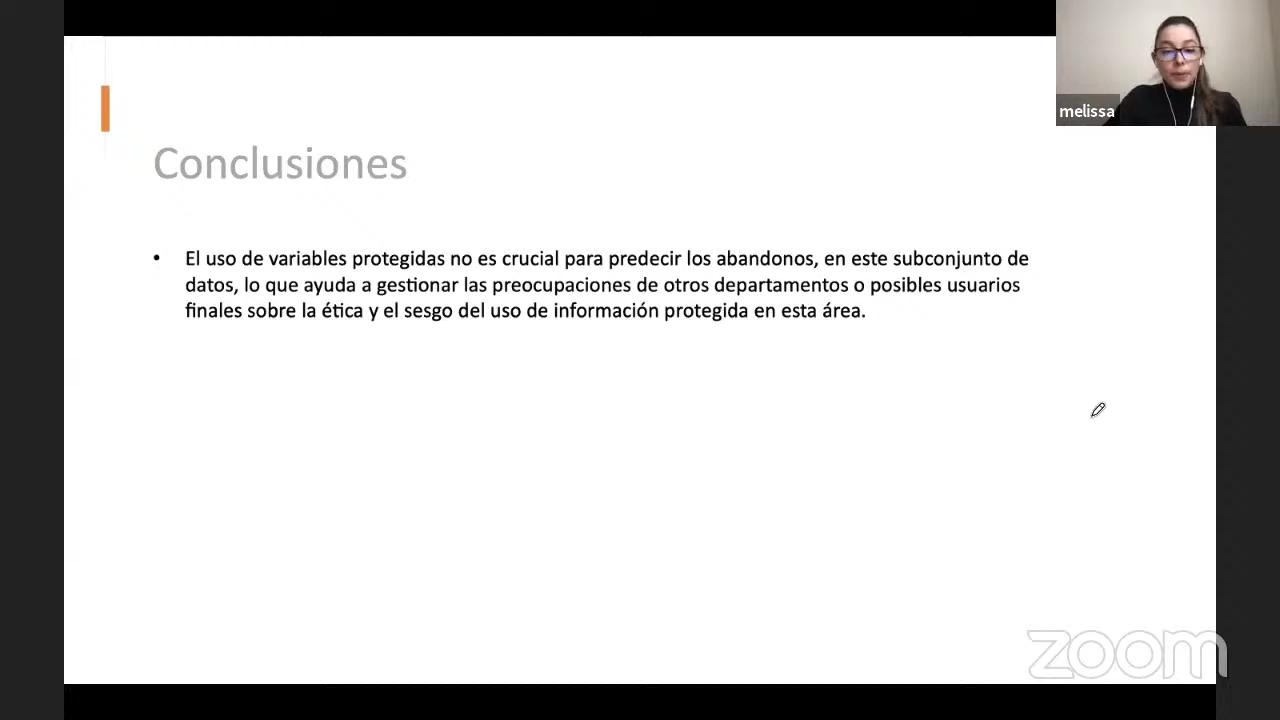 melissa
Conclusiones
• El uso de variables protegidas no es crucial para predecir los abandonos, en este subconjunto de
datos, lo que ayuda a gestionar las preocupaciones de otros departamentos o posibles usuarios
finales sobre la ética y el sesgo del uso de información protegida en esta área.
zoom